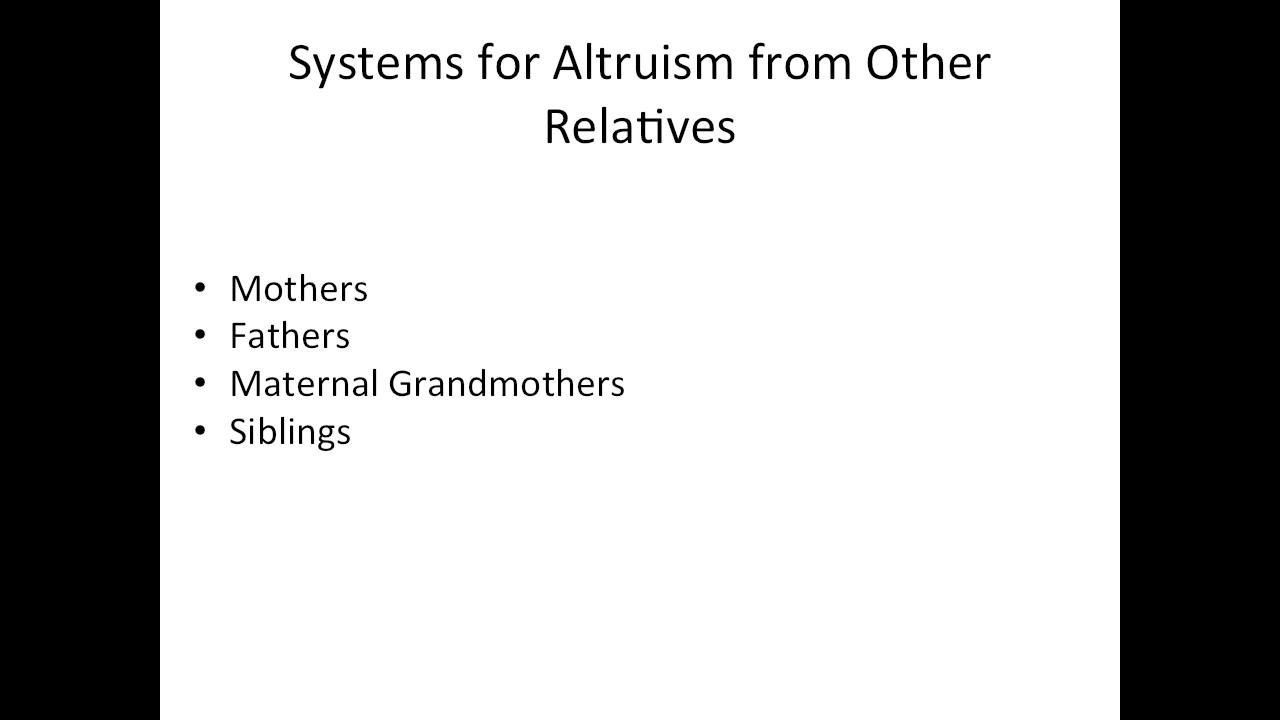 Systems for Altruism from Other
Relatives
• Mothers
• Fathers
• Maternal Grandmothers
• Siblings